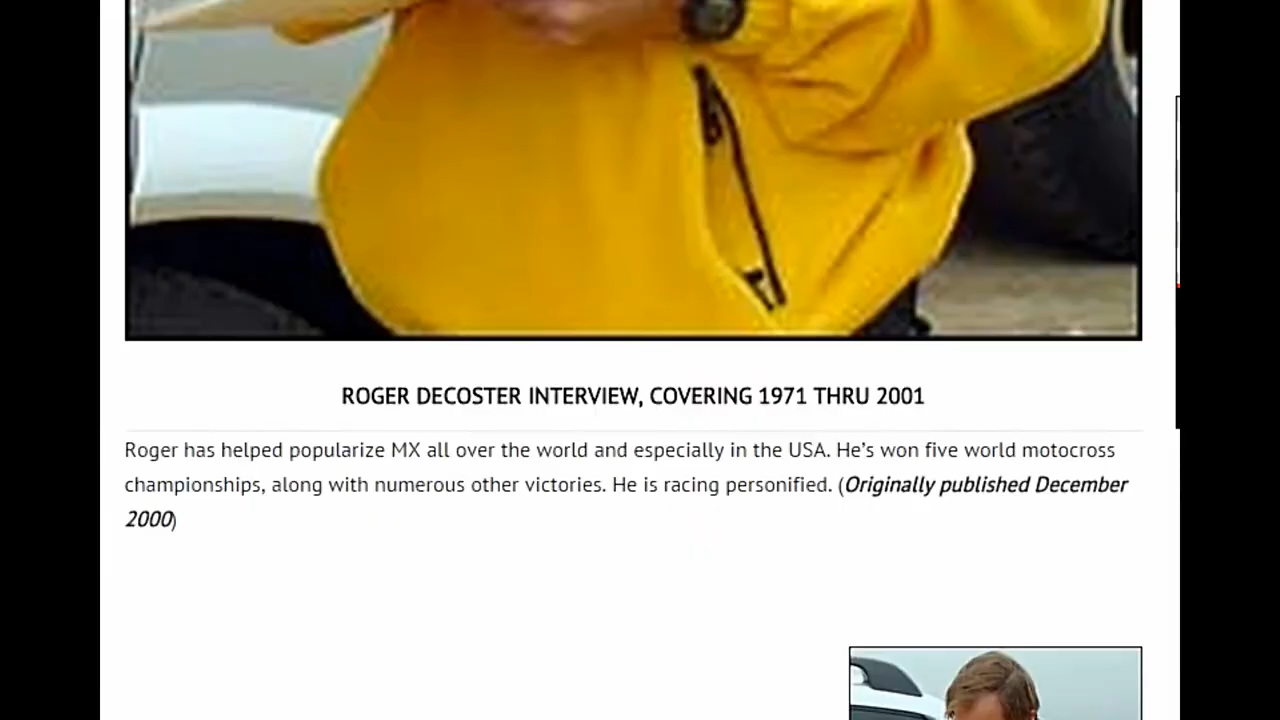 ROGER DECOSTER INTERVIEW, COVERING 1971 THRU 2001
Roger has helped popularize MX all over the world and especially in the USA. He’s won five world motocross
championships, along with numerous other victories. He is racing personified. (Originally published December
2000)